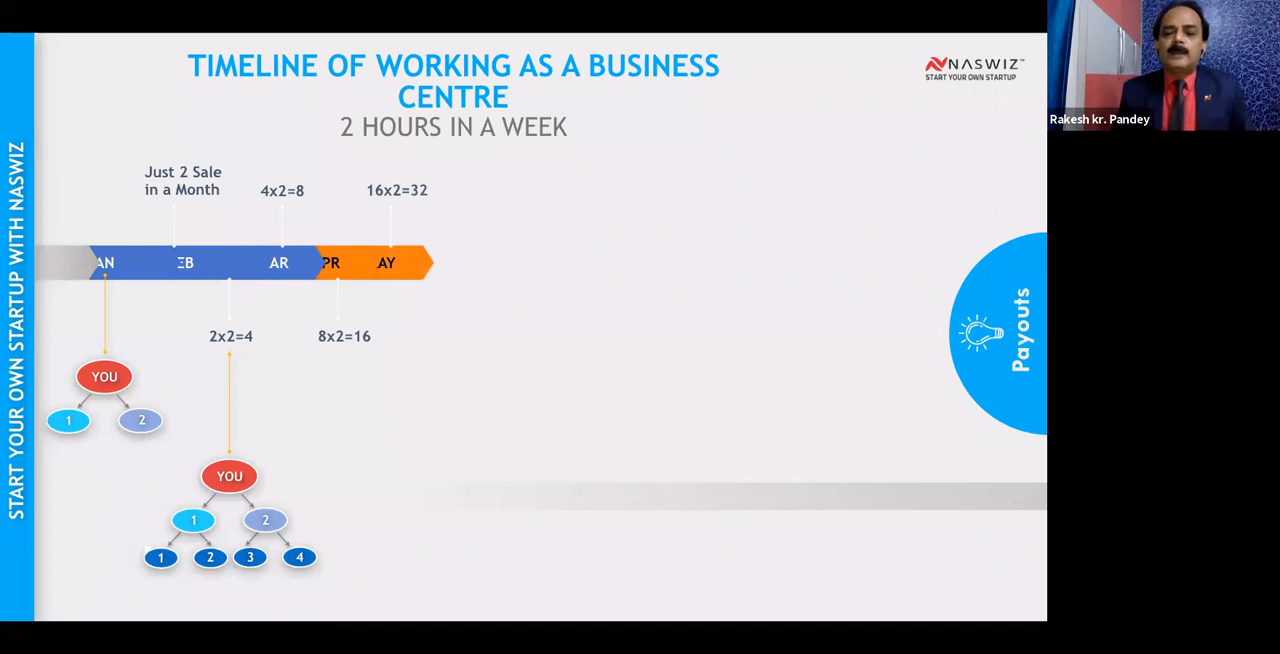 TIMELINE OF WORKING AS A BUSINESS
CENTRE
2 HOURS IN A WEEK
NASWIZ™
START YOUR OWN STARTUP
Rakesh kr. Pandey
START YOUR OWN STARTUP WITH NASWIZ
Just 2 Sale
in a Month
4x2=8
16x2=32
AN
EB
AR
PR
AY
2x2=4
8x2=16
YOU
1
2
YOU
1
2
1
2
3
4
Payouts